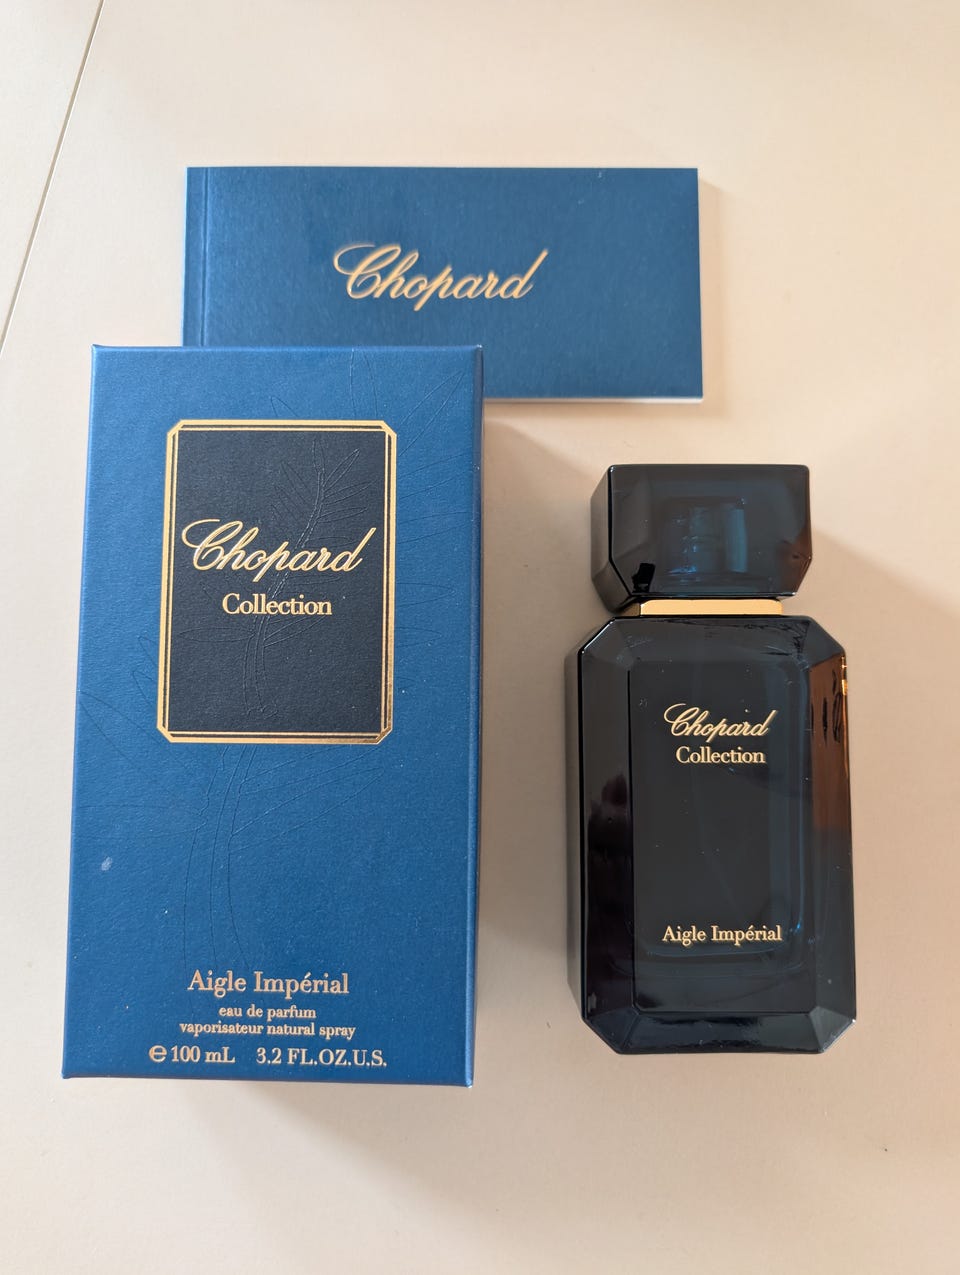 Chopard
Chopard
Collection
Aigle Impérial
eau de parfum
vaporisateur natural spray
℮ 100 mL 3.2 FL.OZ.U.S.
Chopard
Collection
Aigle Impérial